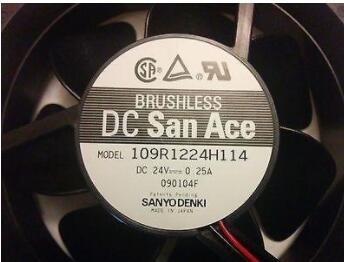 BRUSHLESS
DC San Ace
MODEL 109R1224H114
DC 24V⎓ 0.25A
090104F
Patents Pending
SANYO DENKI
MADE IN JAPAN